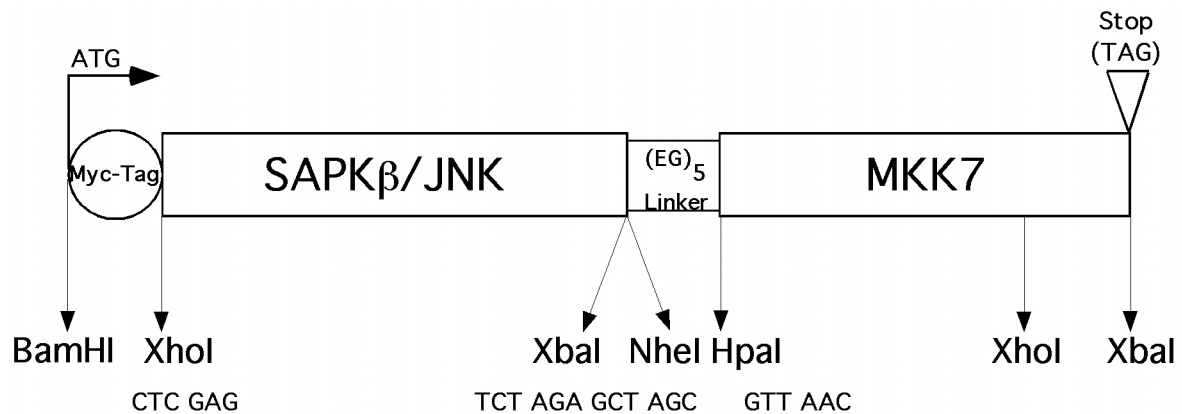 Stop
(TAG)
ATG
Myc-Tag
SAPKβ/JNK
(EG)5
Linker
MKK7
BamHI XhoI XbaI NheI HpaI XhoI XbaI
CTC GAG TCT AGA GCT AGC GTT AAC